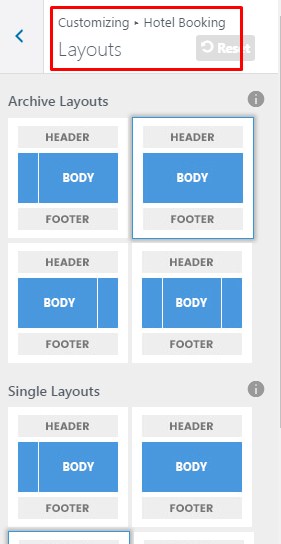 Customizing ▸ Hotel Booking
Layouts
Reset
Archive Layouts
HEADER HEADER
BODY BODY
FOOTER FOOTER
HEADER HEADER
BODY BODY
FOOTER FOOTER
Single Layouts
HEADER HEADER
BODY BODY
FOOTER FOOTER